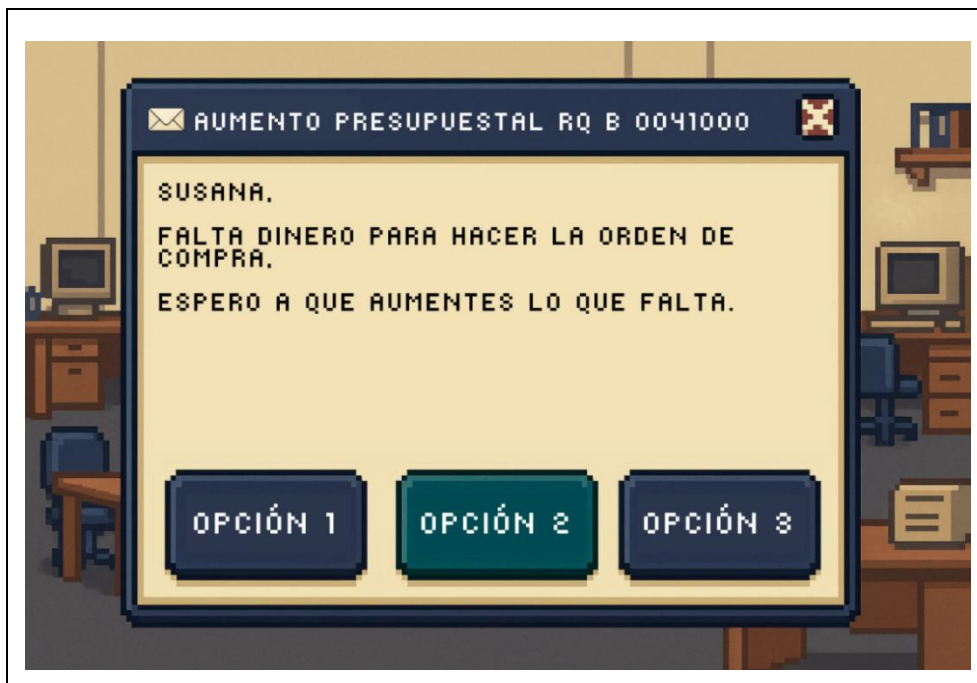 AUMENTO PRESUPUESTAL RQ B 0041000
SUSANA,
FALTA DINERO PARA HACER LA ORDEN DE
COMPRA,
ESPERO A QUE AUMENTES LO QUE FALTA.
OPCIÓN 1
OPCIÓN 2
OPCIÓN 3